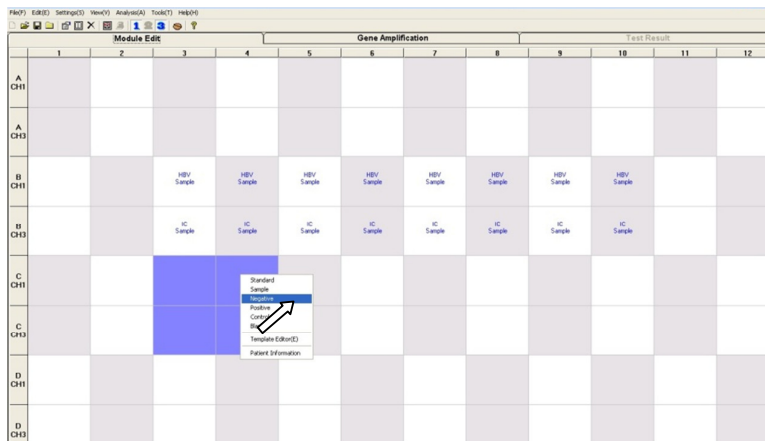 File(F) Edit(E) Settings(S) View(V) Analysis(A) Tools(T) Help(H)
1 2 3 ?
Module Edit Gene Amplification Test Result
1 2 3 4 5 6 7 8 9 10 11 12
A
CH1
A
CH3
B
CH1
HBV HBV HBV HBV HBV HBV HBV HBV
Sample Sample Sample Sample Sample Sample Sample Sample
B
CH3
IC IC IC IC IC IC IC IC
Sample Sample Sample Sample Sample Sample Sample Sample
C
CH1
Standard
Sample
Negative
Positive
C
CH3
Template Editor(E)
Patient Information
D
CH1
D
CH3